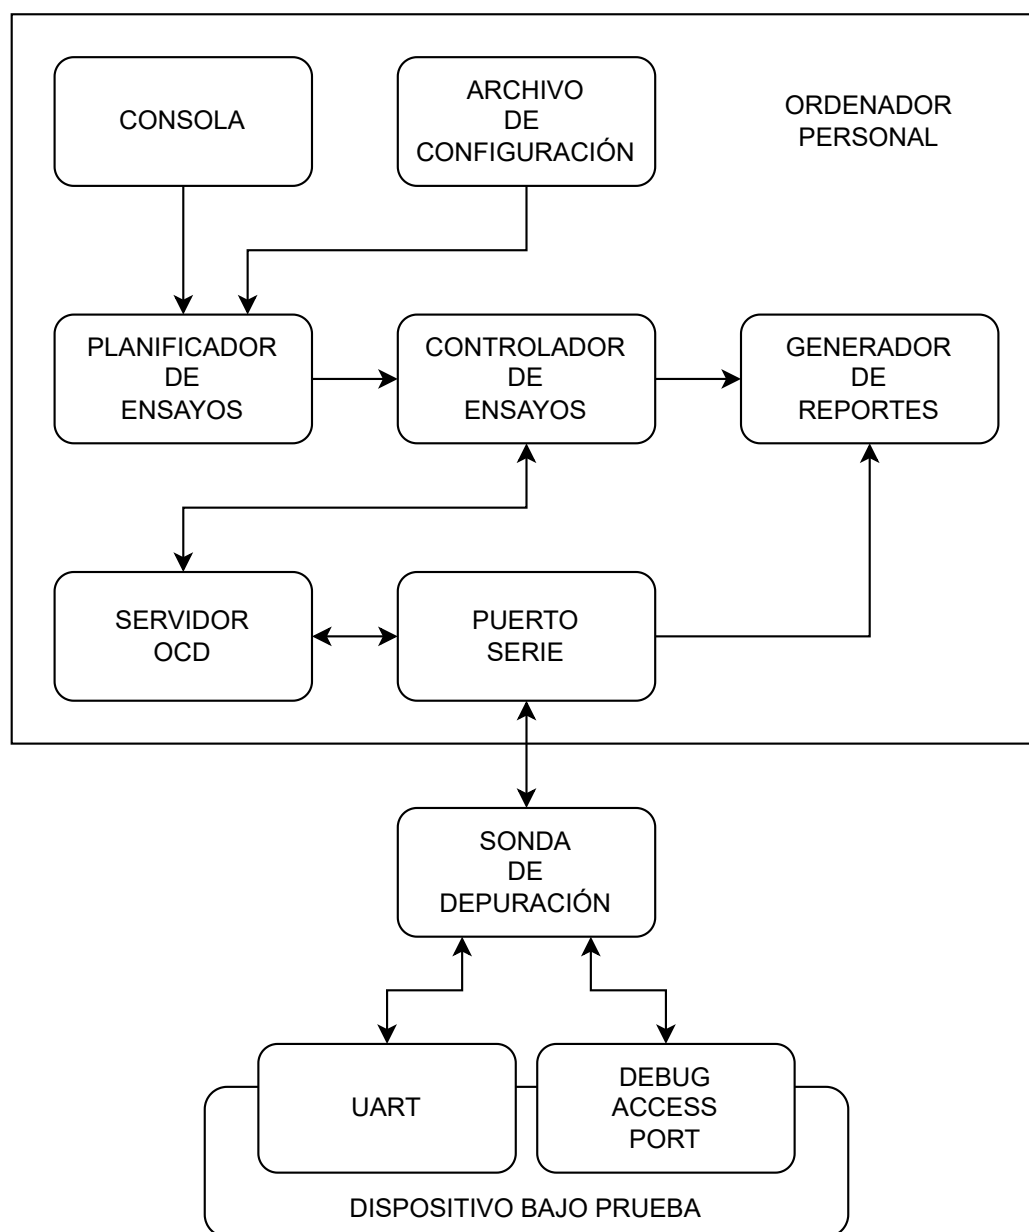 CONSOLA
ARCHIVO
DE
CONFIGURACIÓN
ORDENADOR
PERSONAL
PLANIFICADOR
DE
ENSAYOS
CONTROLADOR
DE
ENSAYOS
GENERADOR
DE
REPORTES
SERVIDOR
OCD
PUERTO
SERIE
SONDA
DE
DEPURACIÓN
UART
DEBUG
ACCESS
PORT
DISPOSITIVO BAJO PRUEBA